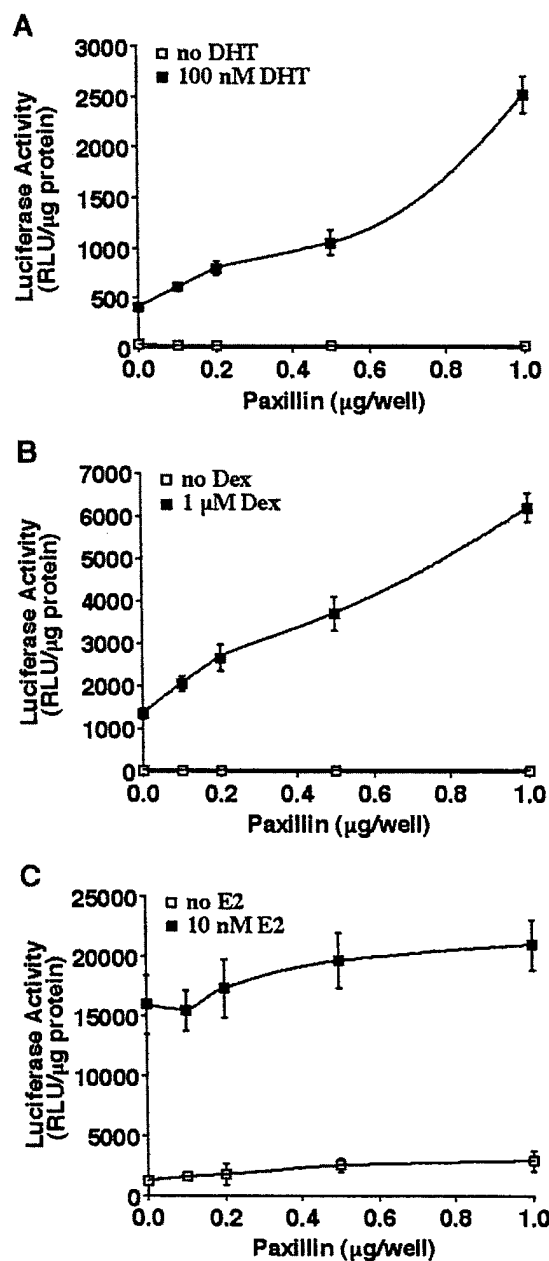 A
no DHT
100 nM DHT
Luciferase Activity
(RLU/µg protein)
3000
2500
2000
1500
1000
500
0
0.0 0.2 0.4 0.6 0.8 1.0
Paxillin (µg/well)
B
no Dex
1 µM Dex
Luciferase Activity
(RLU/µg protein)
7000
6000
5000
4000
3000
2000
1000
0
0.0 0.2 0.4 0.6 0.8 1.0
Paxillin (µg/well)
C
no E2
10 nM E2
Luciferase Activity
(RLU/µg protein)
25000
20000
15000
10000
5000
0
0.0 0.2 0.4 0.6 0.8 1.0
Paxillin (µg/well)